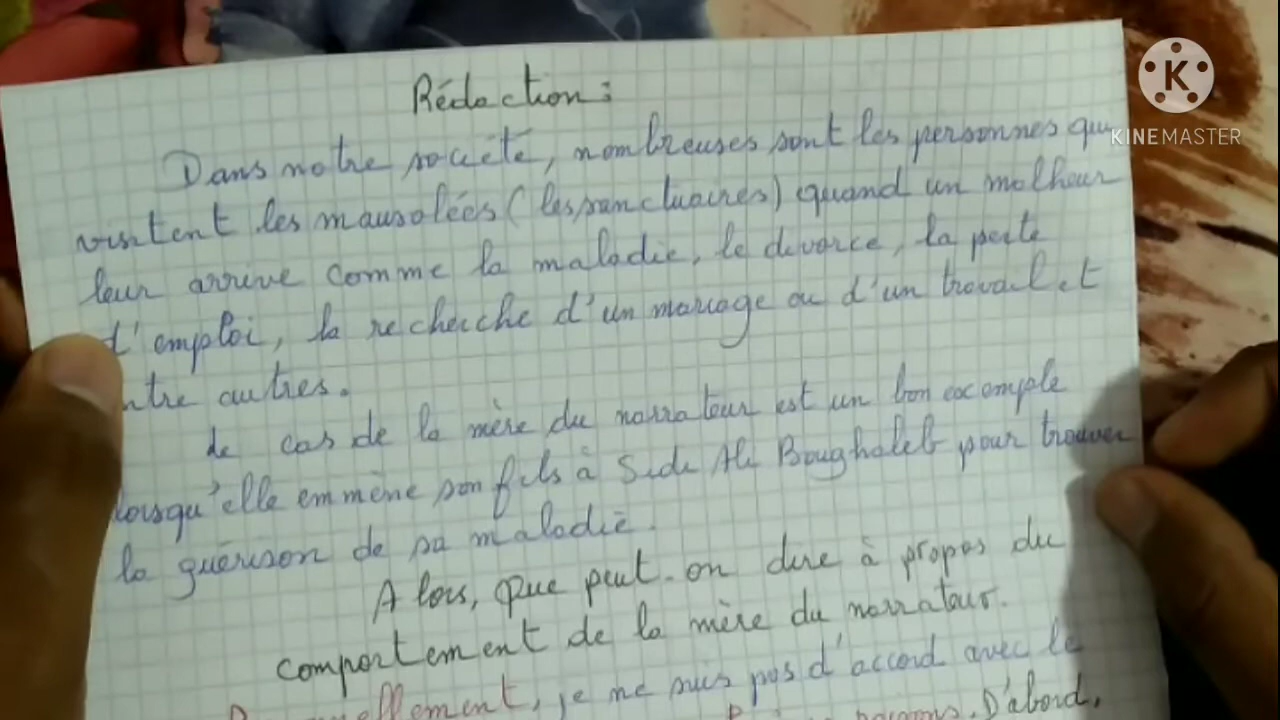 Rédaction:
Dans notre société, nombreuses sont les personnes qui
visitent les mausolées (les sanctuaires) quand un malheur
leur arrive comme la maladie, le divorce, la perte
d'emploi, la recherche d'un mariage ou d'un travail et
ntre autres.
Le cas de la mère du narrateur est un bon exemple
lorsqu'elle emmène son fils à Sidi Ali Boughaleb pour trouver
la guérison de sa maladie.
Alors, que peut-on dire à propos du
comportement de la mère du narrateur.
ellement, je ne suis pas d'accord avec le
raisons. D'abord,
KINEMASTER